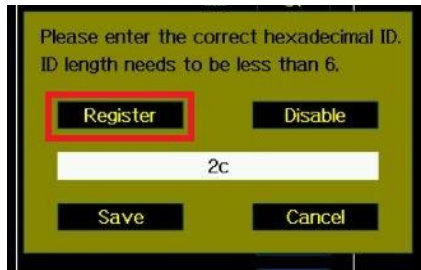 Please enter the correct hexadecimal ID.
ID length needs to be less than 6.
Register Disable
2c
Save Cancel